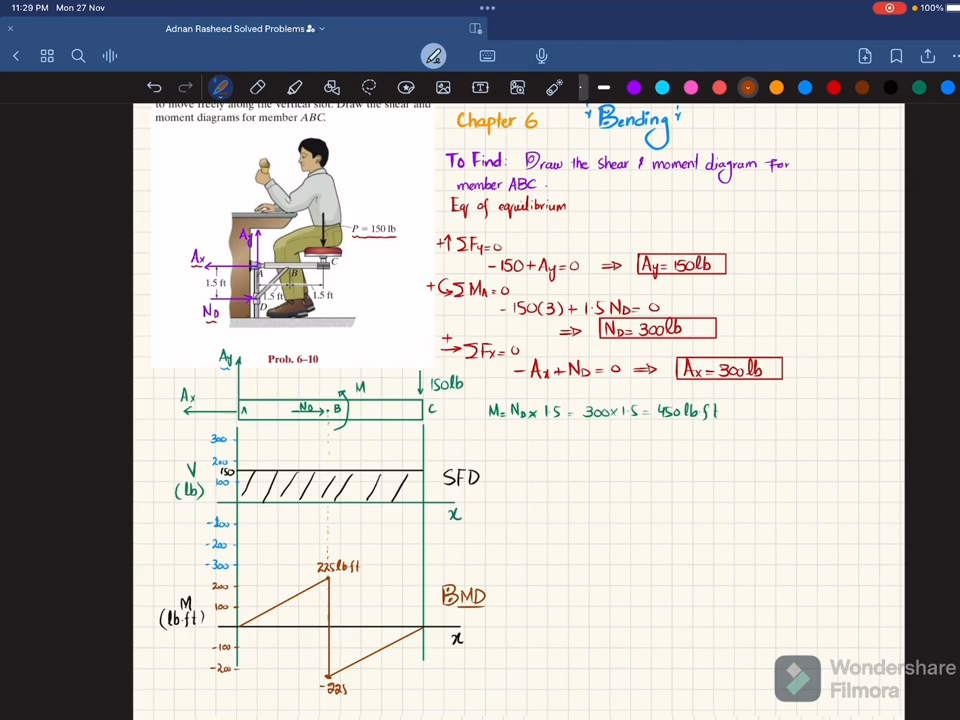 11:29 PM Mon 27 Nov
100%
Adnan Rasheed Solved Problems
to move freely along the vertical slot. Draw the shear and
moment diagrams for member ABC.
Chapter 6
Bending
To Find: Draw the shear & moment diagram for
member ABC.
Eq of equilibrium
P = 150 lb
Ay
Ax
A
B
C
1.5 ft
1.5 ft
1.5 ft
ND
D
Prob. 6–10
+↑ ΣFy=0
-150+Ay=0 ⇒ Ay=150lb
+↺ ΣMA=0
-150(3) + 1.5 ND= 0
⇒ ND= 300lb
+→ ΣFx=0
-Ax+ND=0 ⇒ Ax=300lb
Ay
M
150lb
Ax
A
ND
B
C
M= ND x 1.5 = 300x1.5= 450lb.ft
300
200
150
100
V
(lb)
SFD
x
-100
-200
-300
225lb.ft
200
100
M
(lb.ft)
BMD
x
-100
-200
-225
Wondershare
Filmora